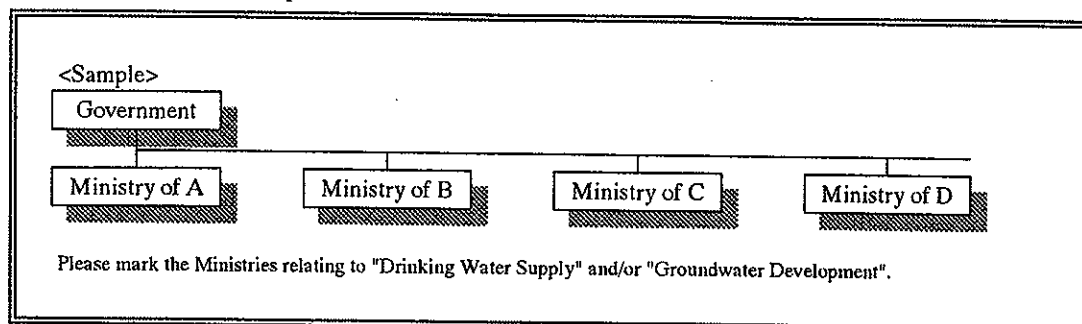 <Sample>
Government
Ministry of A
Ministry of B
Ministry of C
Ministry of D
Please mark the Ministries relating to "Drinking Water Supply" and/or "Groundwater Development".